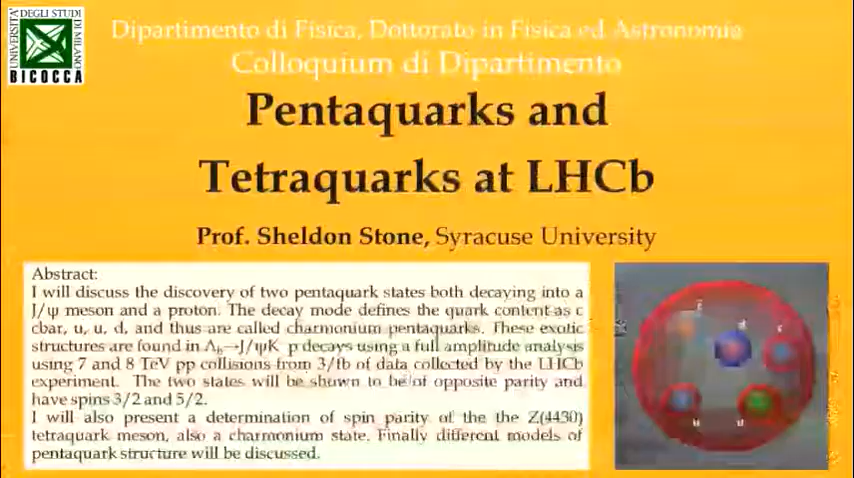 UNIVERSITA'
DEGLI STUDI
DI MILANO
BICOCCA
Dipartimento di Fisica, Dottorato in Fisica ed Astronomia
Colloquium di Dipartimento
Pentaquarks and
Tetraquarks at LHCb
Prof. Sheldon Stone, Syracuse University
Abstract:
I will discuss the discovery of two pentaquark states both decaying into a
J/ψ meson and a proton. The decay mode defines the quark content as c
cbar, u, u, d, and thus are called charmonium pentaquarks. These exotic
structures are found in Λb→J/ψK⁻p decays using a full amplitude analysis
using 7 and 8 TeV pp collisions from 3/fb of data collected by the LHCb
experiment. The two states will be shown to be of opposite parity and
have spins 3/2 and 5/2.
I will also present a determination of spin parity of the the Z(4430)
tetraquark meson, also a charmonium state. Finally different models of
pentaquark structure will be discussed.
d
c
u
u